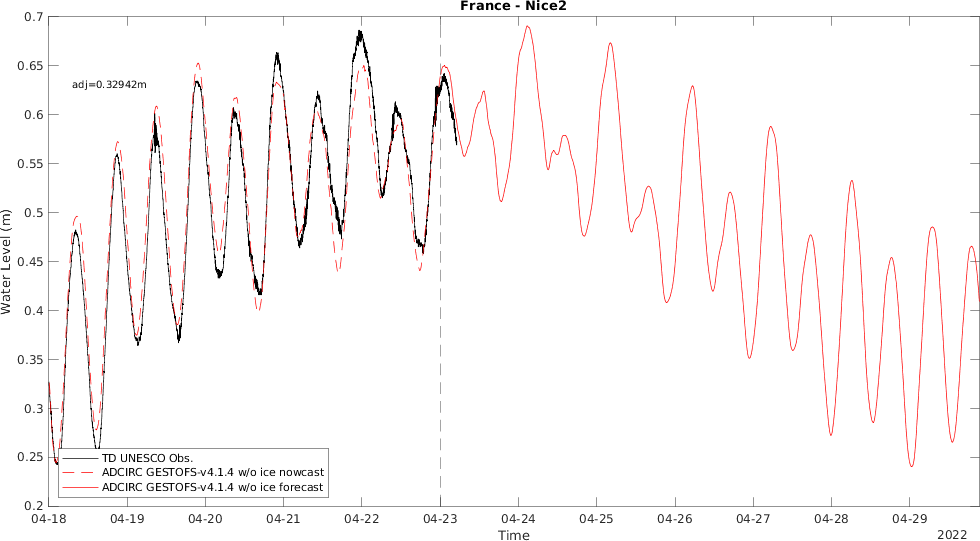 France - Nice2
0.7
0.65
0.6
0.55
0.5
0.45
0.4
0.35
0.3
0.25
0.2
Water Level (m)
adj=0.32942m
TD UNESCO Obs.
ADCIRC GESTOFS-v4.1.4 w/o ice nowcast
ADCIRC GESTOFS-v4.1.4 w/o ice forecast
04-18 04-19 04-20 04-21 04-22 04-23 04-24 04-25 04-26 04-27 04-28 04-29
Time
2022